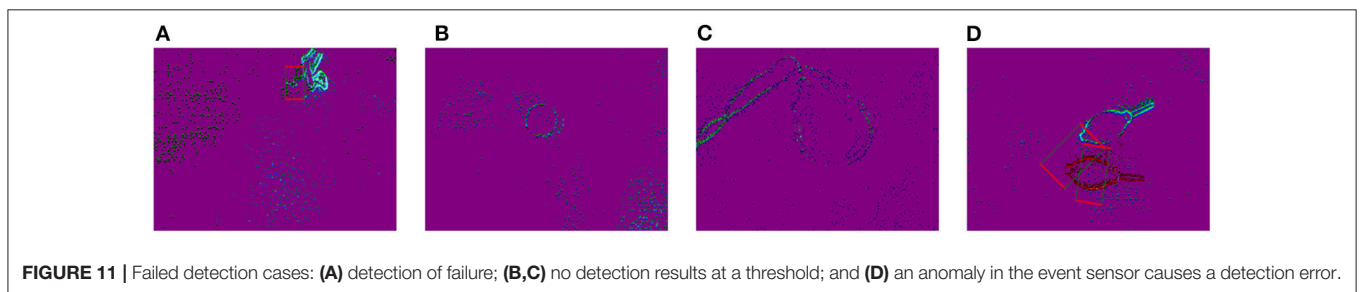 A B C D
FIGURE 11 | Failed detection cases: (A) detection of failure; (B,C) no detection results at a threshold; and (D) an anomaly in the event sensor causes a detection error.